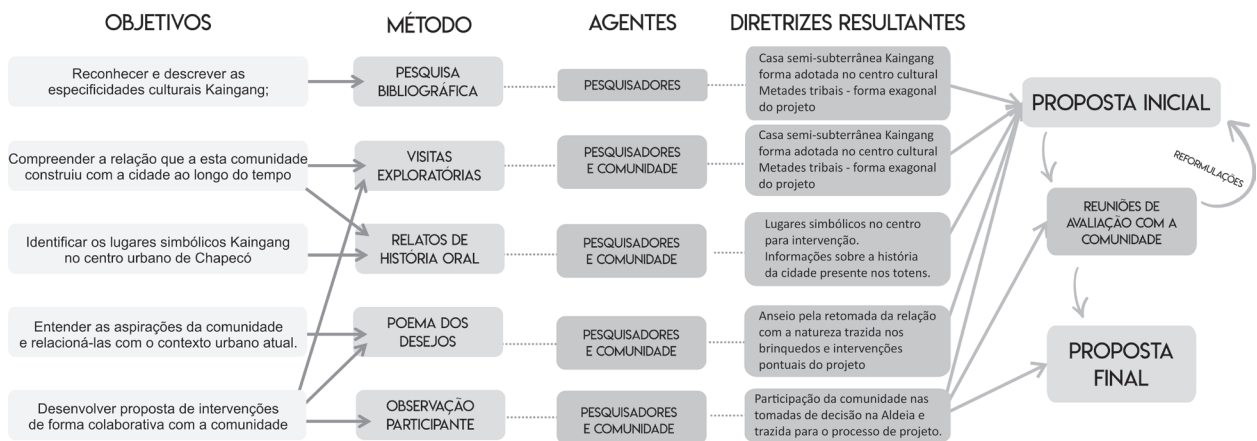 OBJETIVOS
MÉTODO
AGENTES
DIRETRIZES RESULTANTES
Reconhecer e descrever as
especificidades culturais Kaingang;
PESQUISA
BIBLIOGRÁFICA
PESQUISADORES
Casa semi-subterrânea Kaingang
forma adotada no centro cultural
Metades tribais - forma exagonal
do projeto
Compreender a relação que a esta comunidade
construiu com a cidade ao longo do tempo
VISITAS
EXPLORATÓRIAS
PESQUISADORES
E COMUNIDADE
Casa semi-subterrânea Kaingang
forma adotada no centro cultural
Metades tribais - forma exagonal
do projeto
Identificar os lugares simbólicos Kaingang
no centro urbano de Chapecó
RELATOS DE
HISTÓRIA ORAL
PESQUISADORES
E COMUNIDADE
Lugares simbólicos no centro
para intervenção.
Informações sobre a história
da cidade presente nos totens.
Entender as aspirações da comunidade
e relacioná-las com o contexto urbano atual.
POEMA DOS
DESEJOS
PESQUISADORES
E COMUNIDADE
Anseio pela retomada da relação
com a natureza trazida nos
brinquedos e intervenções
pontuais do projeto
Desenvolver proposta de intervenções
de forma colaborativa com a comunidade
OBSERVAÇÃO
PARTICIPANTE
PESQUISADORES
E COMUNIDADE
Participação da comunidade nas
tomadas de decisão na Aldeia e
trazida para o processo de projeto.
PROPOSTA INICIAL
REFORMULAÇÕES
REUNIÕES DE
AVALIAÇÃO COM A
COMUNIDADE
PROPOSTA
FINAL